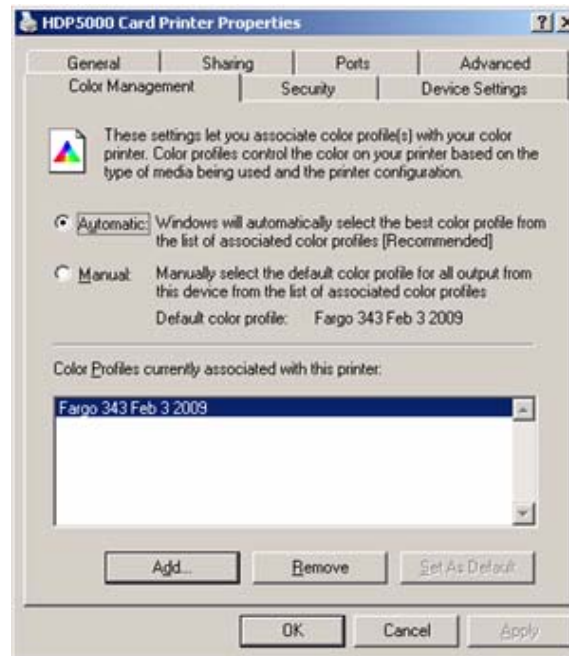 HDP5000 Card Printer Properties
General Sharing Ports Advanced
Color Management Security Device Settings
These settings let you associate color profile(s) with your color
printer. Color profiles control the color on your printer based on the
type of media being used and the printer configuration.
Automatic: Windows will automatically select the best color profile from
the list of associated color profiles [Recommended]
Manual: Manually select the default color profile for all output from
this device from the list of associated color profiles
Default color profile: Fargo 343 Feb 3 2009
Color Profiles currently associated with this printer:
Fargo 343 Feb 3 2009
Add... Remove Set As Default
OK Cancel Apply